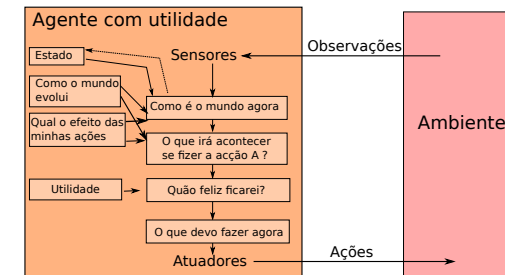 Agente com utilidade
Estado
Sensores
Observações
Como o mundo
evolui
Como é o mundo agora
Qual o efeito das
minhas ações
Ambiente
O que irá acontecer
se fizer a acção A ?
Utilidade
Quão feliz ficarei?
O que devo fazer agora
Atuadores
Ações